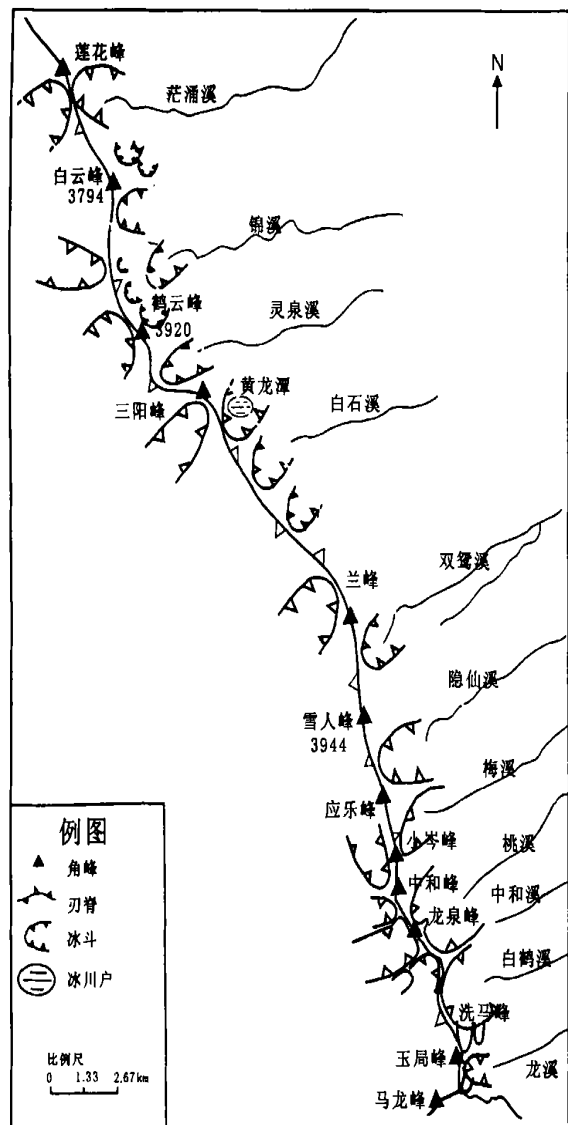 莲花峰
N
茫涌溪
白云峰
3794
锦溪
鹤云峰
3920
灵泉溪
黄龙潭
三阳峰
白石溪
双鸳溪
兰峰
隐仙溪
雪人峰
3944
梅溪
应乐峰
小岑峰
桃溪
中和峰
中和溪
龙泉峰
白鹤溪
洗马峰
玉局峰
龙溪
马龙峰
例图
角峰
刃脊
冰斗
冰川户
比例尺
0 1.33 2.67km